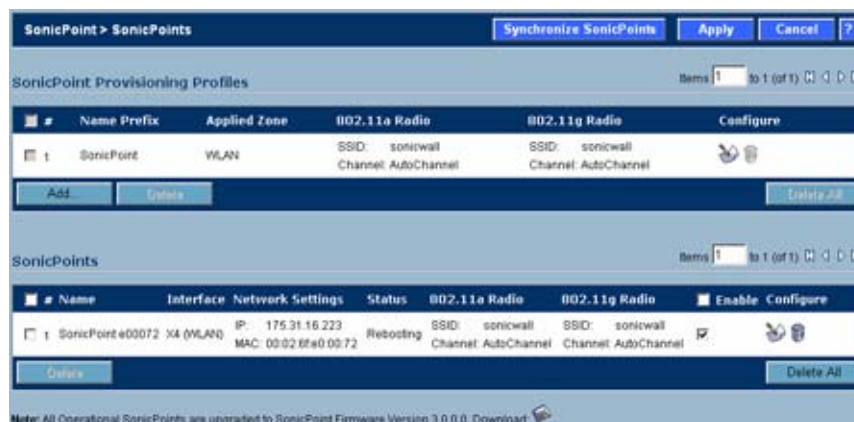 SonicPoint > SonicPoints Synchronize SonicPoints Apply Cancel ?
SonicPoint Provisioning Profiles Items 1 to 1 (of 1)
# Name Prefix Applied Zone 802.11a Radio 802.11g Radio Configure
1 SonicPoint WLAN SSID: sonicwall Channel: AutoChannel SSID: sonicwall Channel: AutoChannel
Add... Delete Delete All
SonicPoints Items 1 to 1 (of 1)
# Name Interface Network Settings Status 802.11a Radio 802.11g Radio Enable Configure
1 SonicPoint e00072 X4 (WLAN) IP: 175.31.16.223 MAC: 00:02:6f:e0:00:72 Rebooting SSID: sonicwall Channel: AutoChannel SSID: sonicwall Channel: AutoChannel
Delete Delete All
Note: All Operational SonicPoints are upgraded to SonicPoint Firmware Version 3.0.0.0. Download: